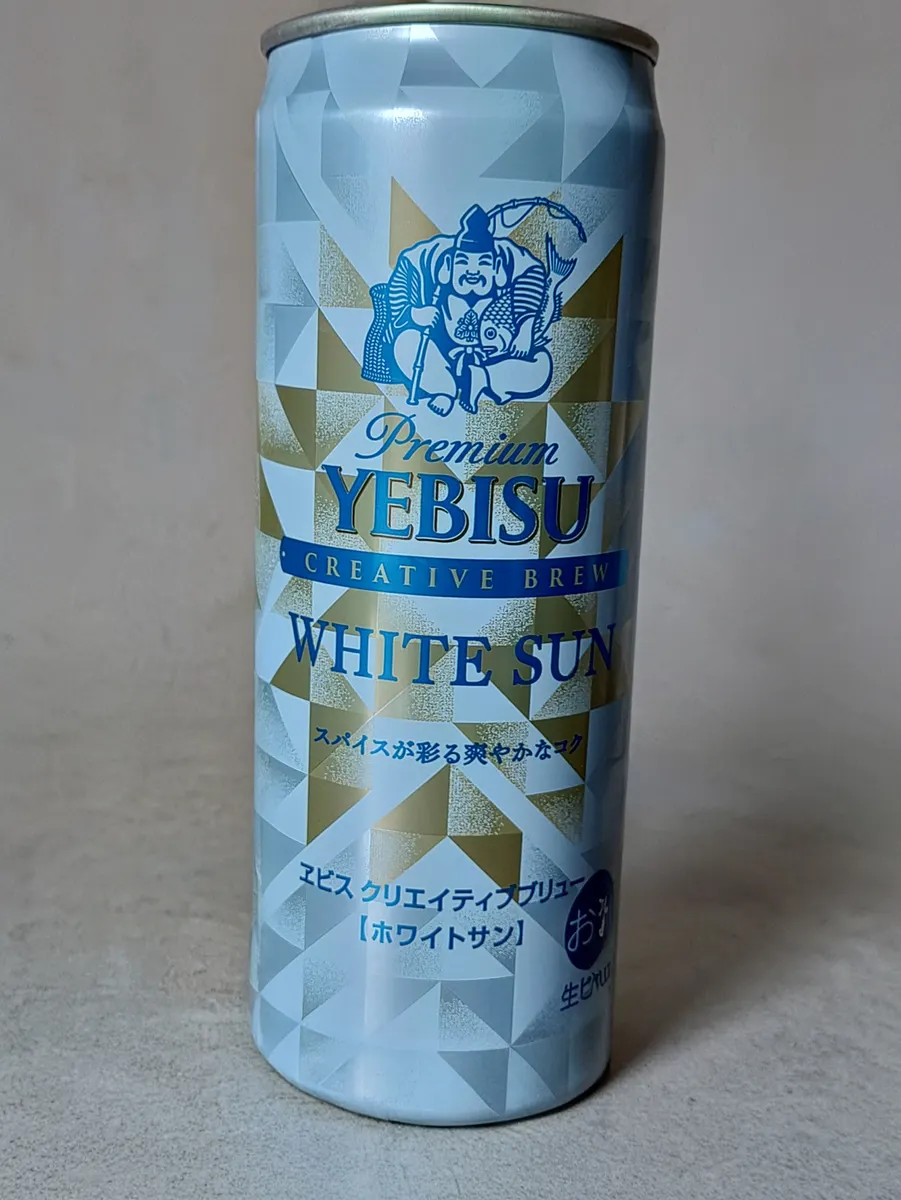 Premium
YEBISU
CREATIVE BREW
WHITE SUN
スパイスが彩る爽やかなコク
ヱビス クリエイティブブリュー
【ホワイトサン】
お
生ビ